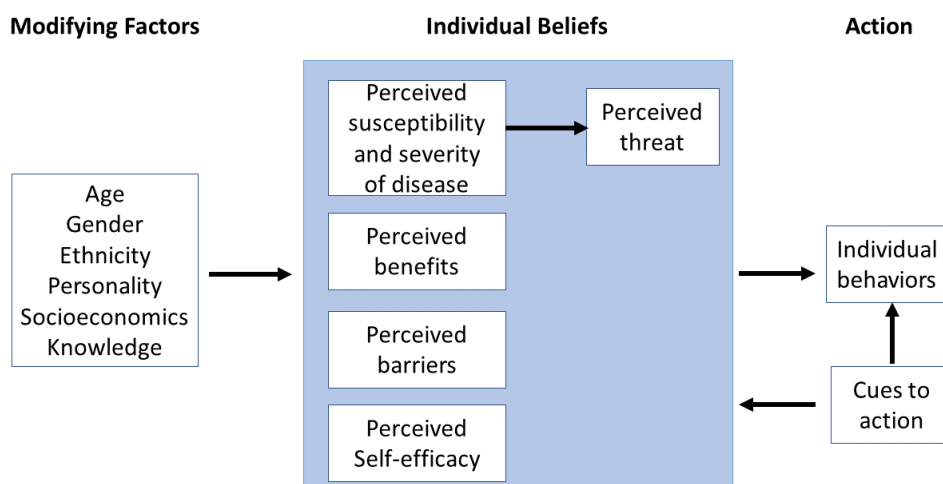 Modifying Factors
Individual Beliefs
Action
Age
Gender
Ethnicity
Personality
Socioeconomics
Knowledge
Perceived
susceptibility
and severity
of disease
Perceived
threat
Perceived
benefits
Perceived
barriers
Perceived
Self-efficacy
Individual
behaviors
Cues to
action